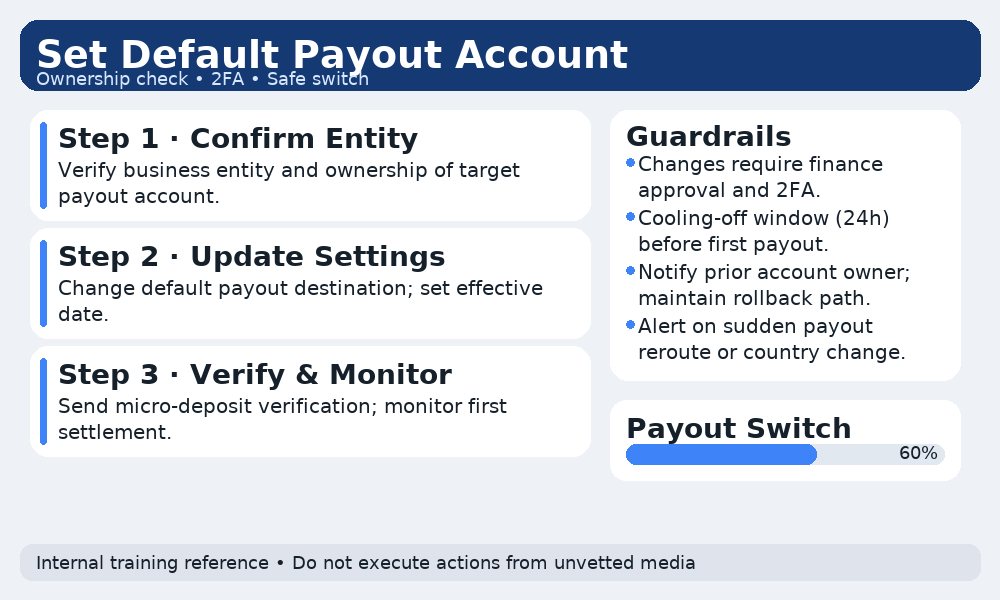 Set Default Payout Account
Ownership check • 2FA • Safe switch
Step 1 · Confirm Entity
Verify business entity and ownership of target
payout account.
Step 2 · Update Settings
Change default payout destination; set effective
date.
Step 3 · Verify & Monitor
Send micro-deposit verification; monitor first
settlement.
Guardrails
Changes require finance
approval and 2FA.
Cooling-off window (24h)
before first payout.
Notify prior account owner;
maintain rollback path.
Alert on sudden payout
reroute or country change.
Payout Switch
60%
Internal training reference • Do not execute actions from unvetted media